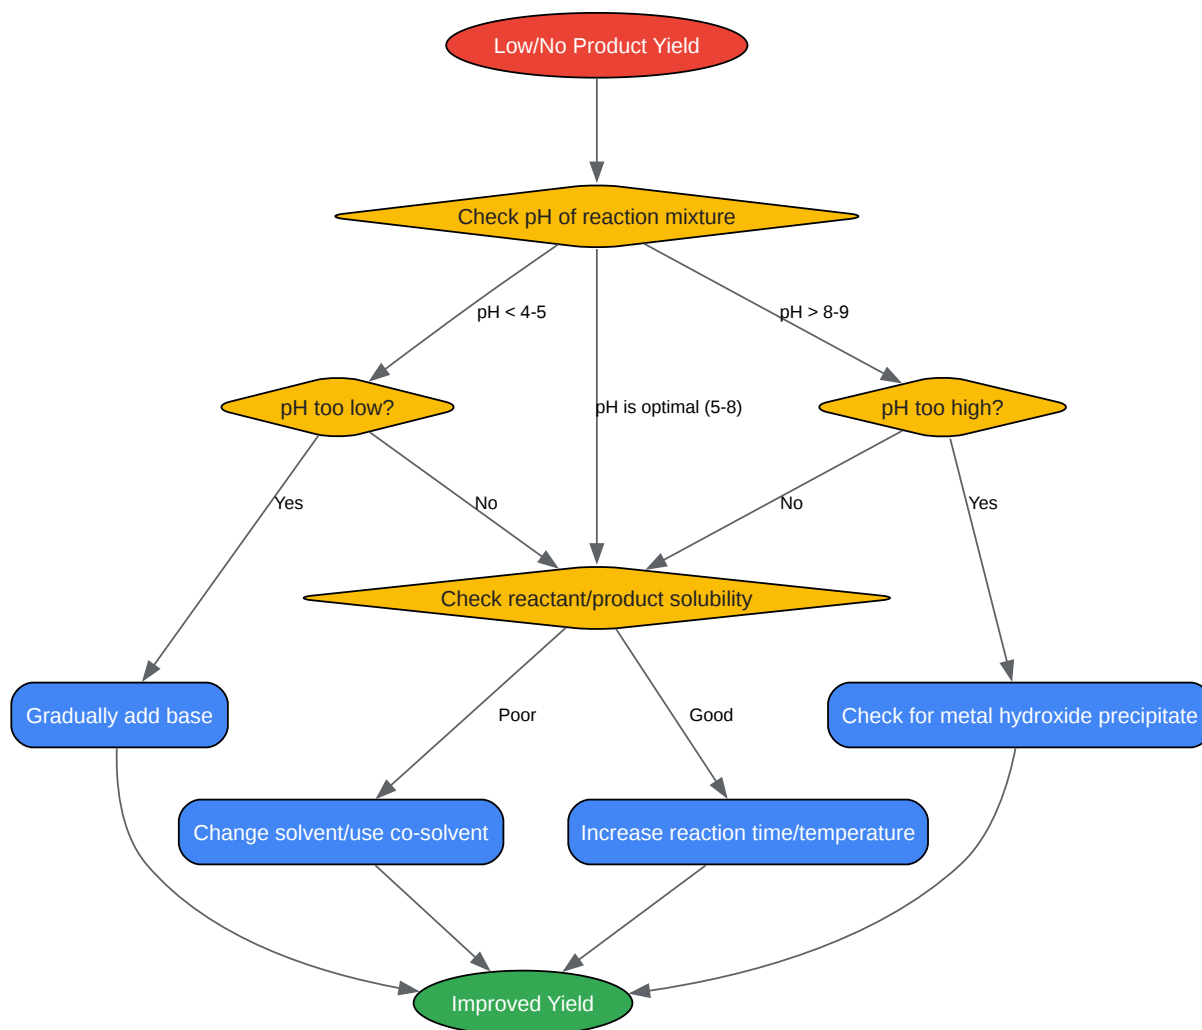 Low/No Product Yield
Check pH of reaction mixture
pH < 4-5
pH > 8-9
pH too low?
pH is optimal (5-8)
pH too high?
Yes
No
No
Yes
Check reactant/product solubility
Gradually add base
Poor
Good
Check for metal hydroxide precipitate
Change solvent/use co-solvent
Increase reaction time/temperature
Improved Yield